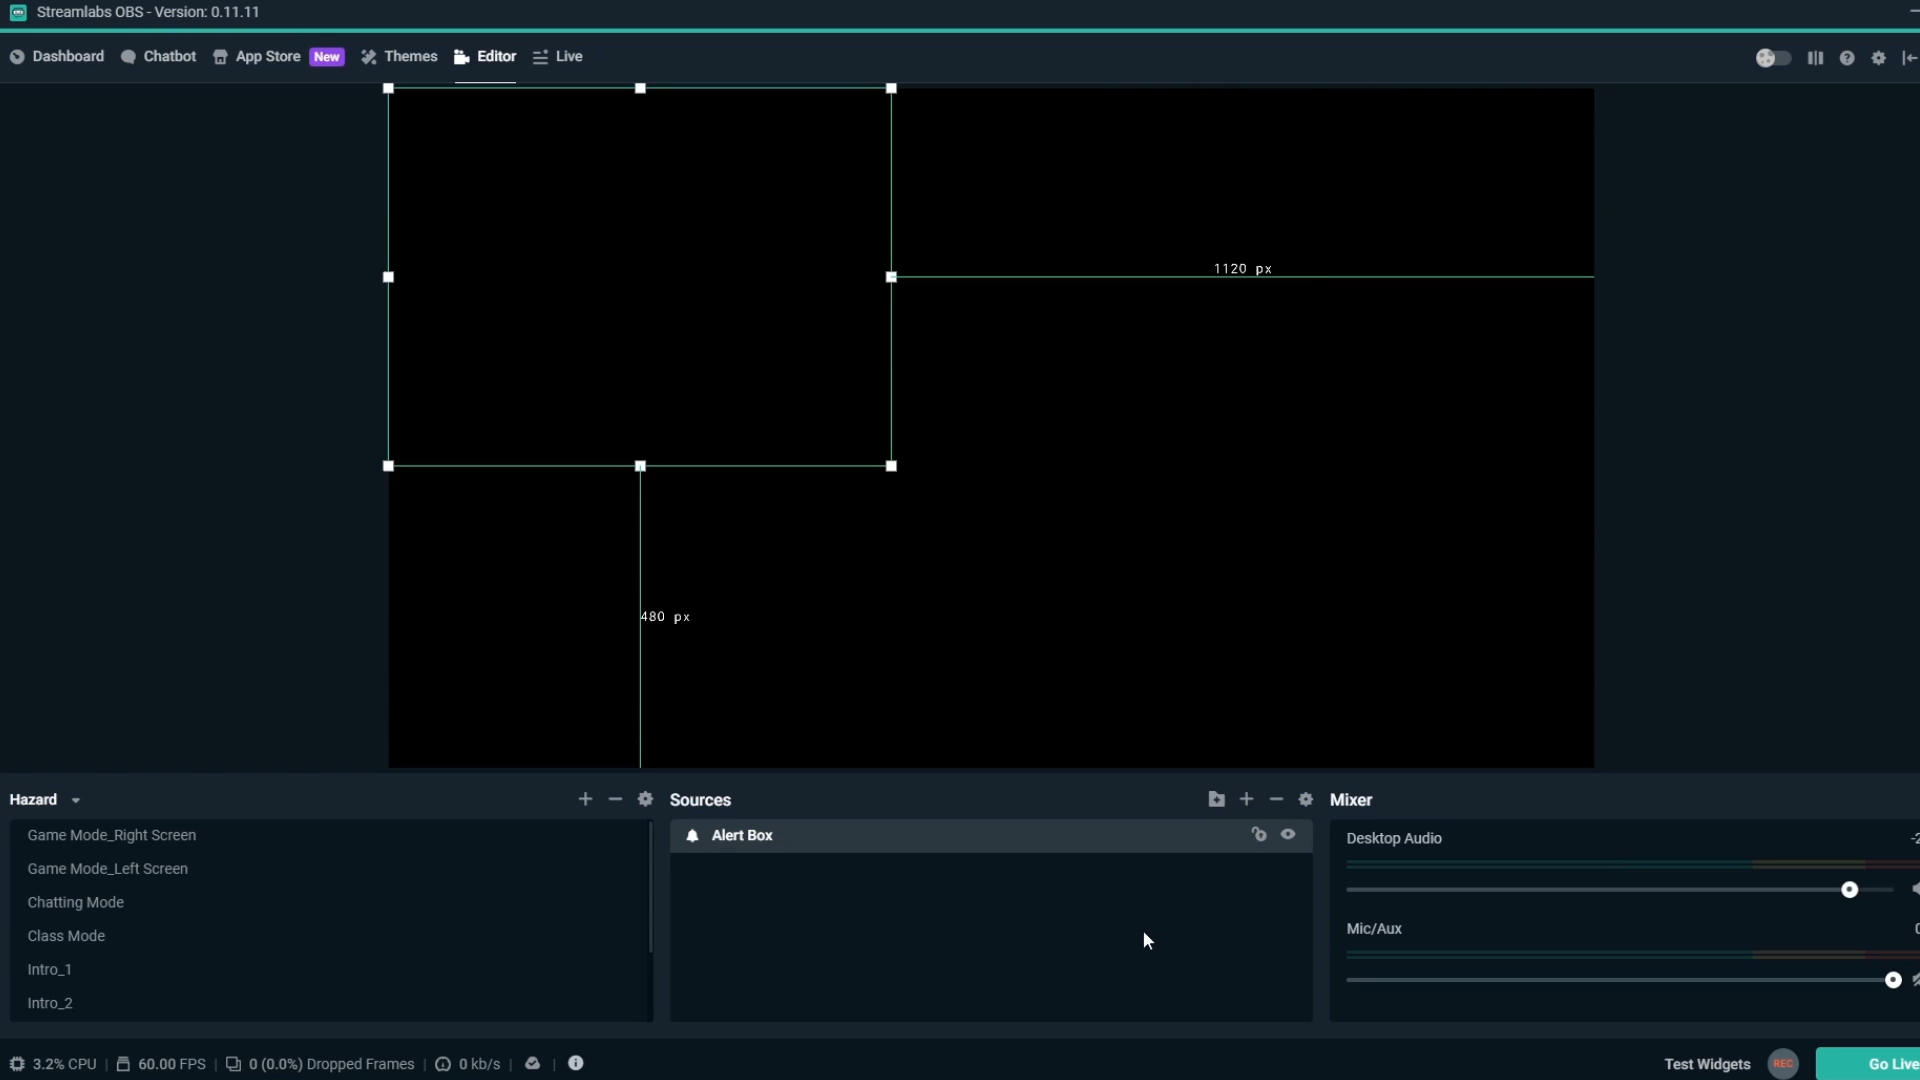 Streamlabs OBS - Version: 0.11.11
Dashboard Chatbot App Store New Themes Editor Live
1120 px
480 px
Hazard
Game Mode_Right Screen
Game Mode_Left Screen
Chatting Mode
Class Mode
Intro_1
Intro_2
Sources
Alert Box
Mixer
Desktop Audio
Mic/Aux
3.2% CPU | 60.00 FPS | 0 (0.0%) Dropped Frames | 0 kb/s
Test Widgets REC Go Live